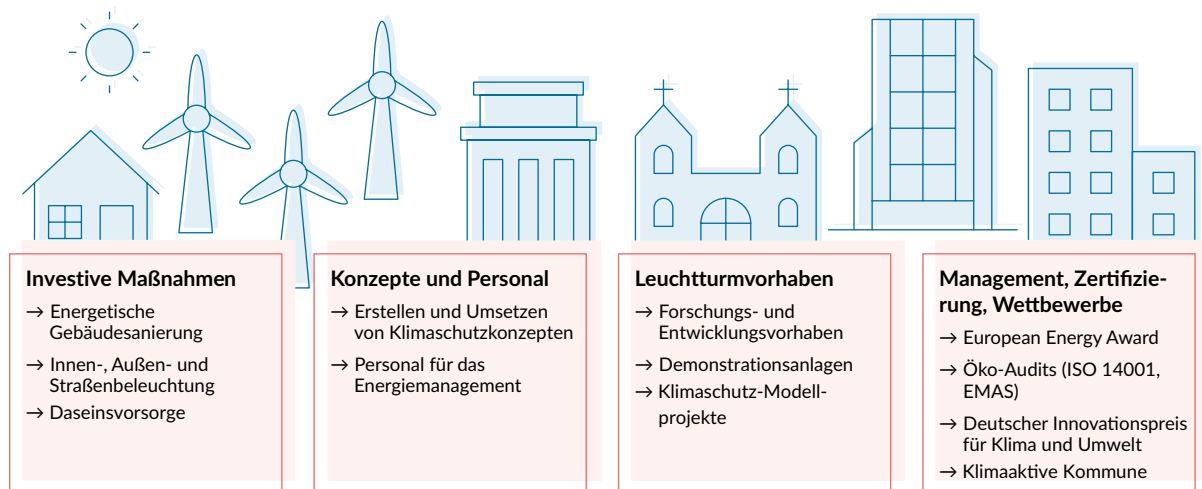 Investive Maßnahmen
→ Energetische
Gebäudesanierung
→ Innen-, Außen- und
Straßenbeleuchtung
→ Daseinsvorsorge
Konzepte und Personal
→ Erstellen und Umsetzen
von Klimaschutzkonzepten
→ Personal für das
Energiemanagement
Leuchtturmvorhaben
→ Forschungs- und
Entwicklungsvorhaben
→ Demonstrationsanlagen
→ Klimaschutz-Modell-
projekte
Management, Zertifizie-
rung, Wettbewerbe
→ European Energy Award
→ Öko-Audits (ISO 14001,
EMAS)
→ Deutscher Innovationspreis
für Klima und Umwelt
→ Klimaaktive Kommune